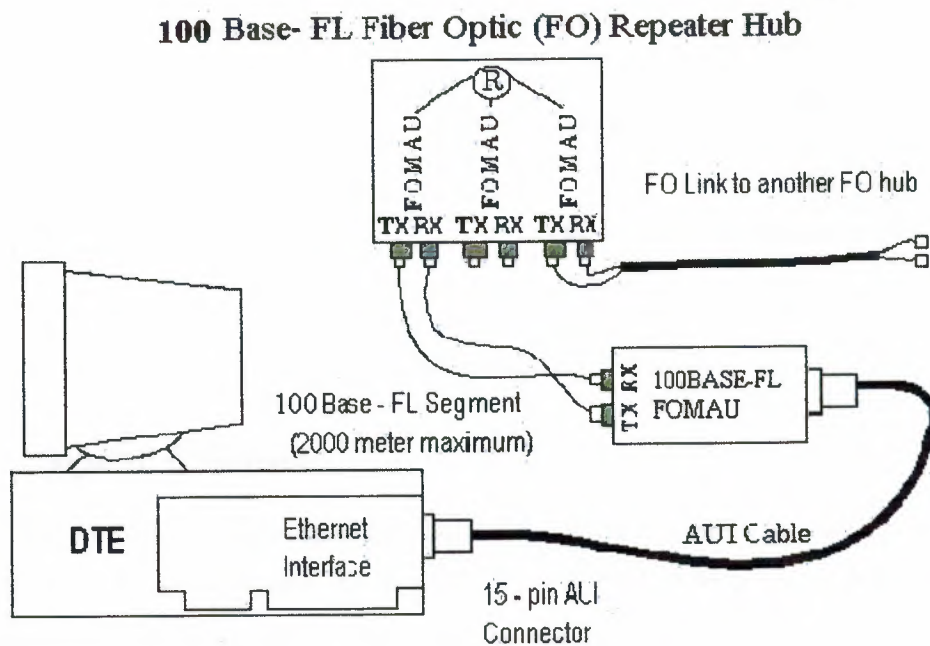 100 Base- FL Fiber Optic (FO) Repeater Hub
R
FOMAU
FOMAU
FOMAU
TX RX TX RX TX RX
FO Link to another FO hub
RX
TX
100BASE-FL
FOMAU
100 Base - FL Segment
(2000 meter maximum)
DTE
Ethernet
Interface
AUI Cable
15 - pin AUI
Connector